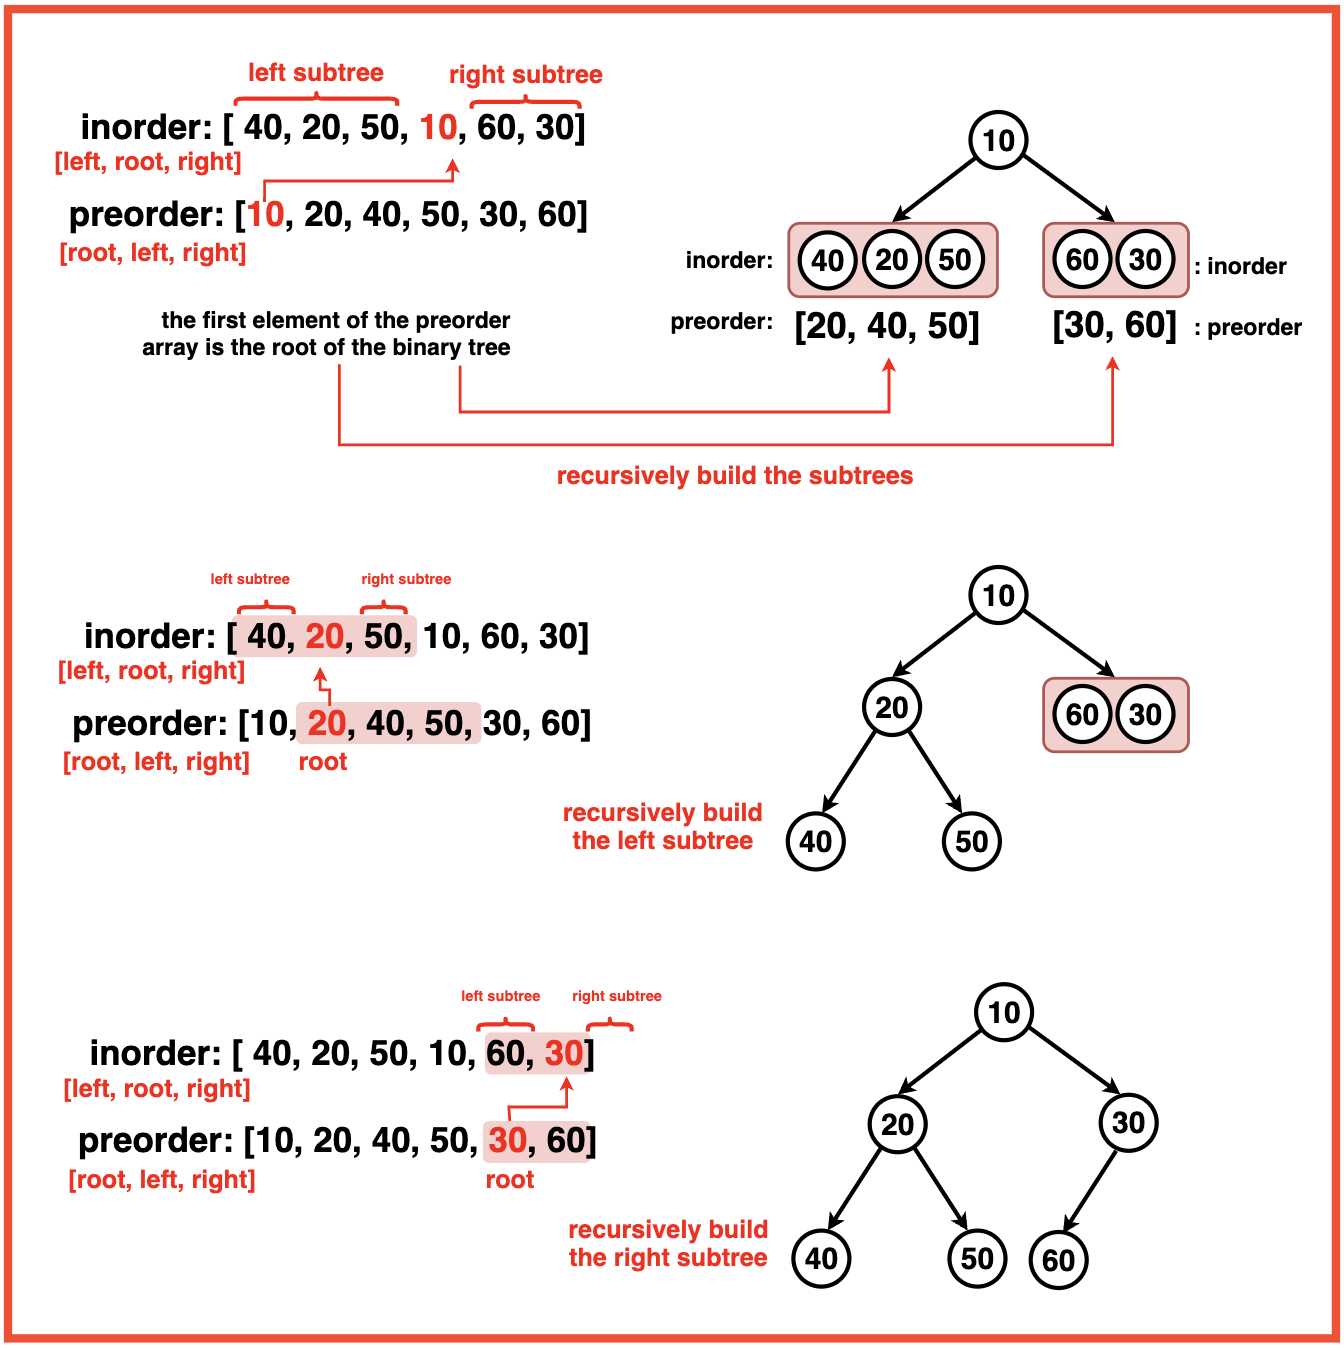 left subtree
right subtree
inorder: [ 40, 20, 50, 10, 60, 30]
[left, root, right]
preorder: [10, 20, 40, 50, 30, 60]
[root, left, right]
the first element of the preorder
array is the root of the binary tree
10
inorder: 40 20 50
60 30 : inorder
preorder: [20, 40, 50]
[30, 60] : preorder
recursively build the subtrees
left subtree
right subtree
inorder: [ 40, 20, 50, 10, 60, 30]
[left, root, right]
preorder: [10, 20, 40, 50, 30, 60]
[root, left, right]
root
10
20
60 30
recursively build
the left subtree
40
50
left subtree
right subtree
inorder: [ 40, 20, 50, 10, 60, 30]
[left, root, right]
preorder: [10, 20, 40, 50, 30, 60]
[root, left, right]
root
10
20
30
recursively build
the right subtree
40
50
60